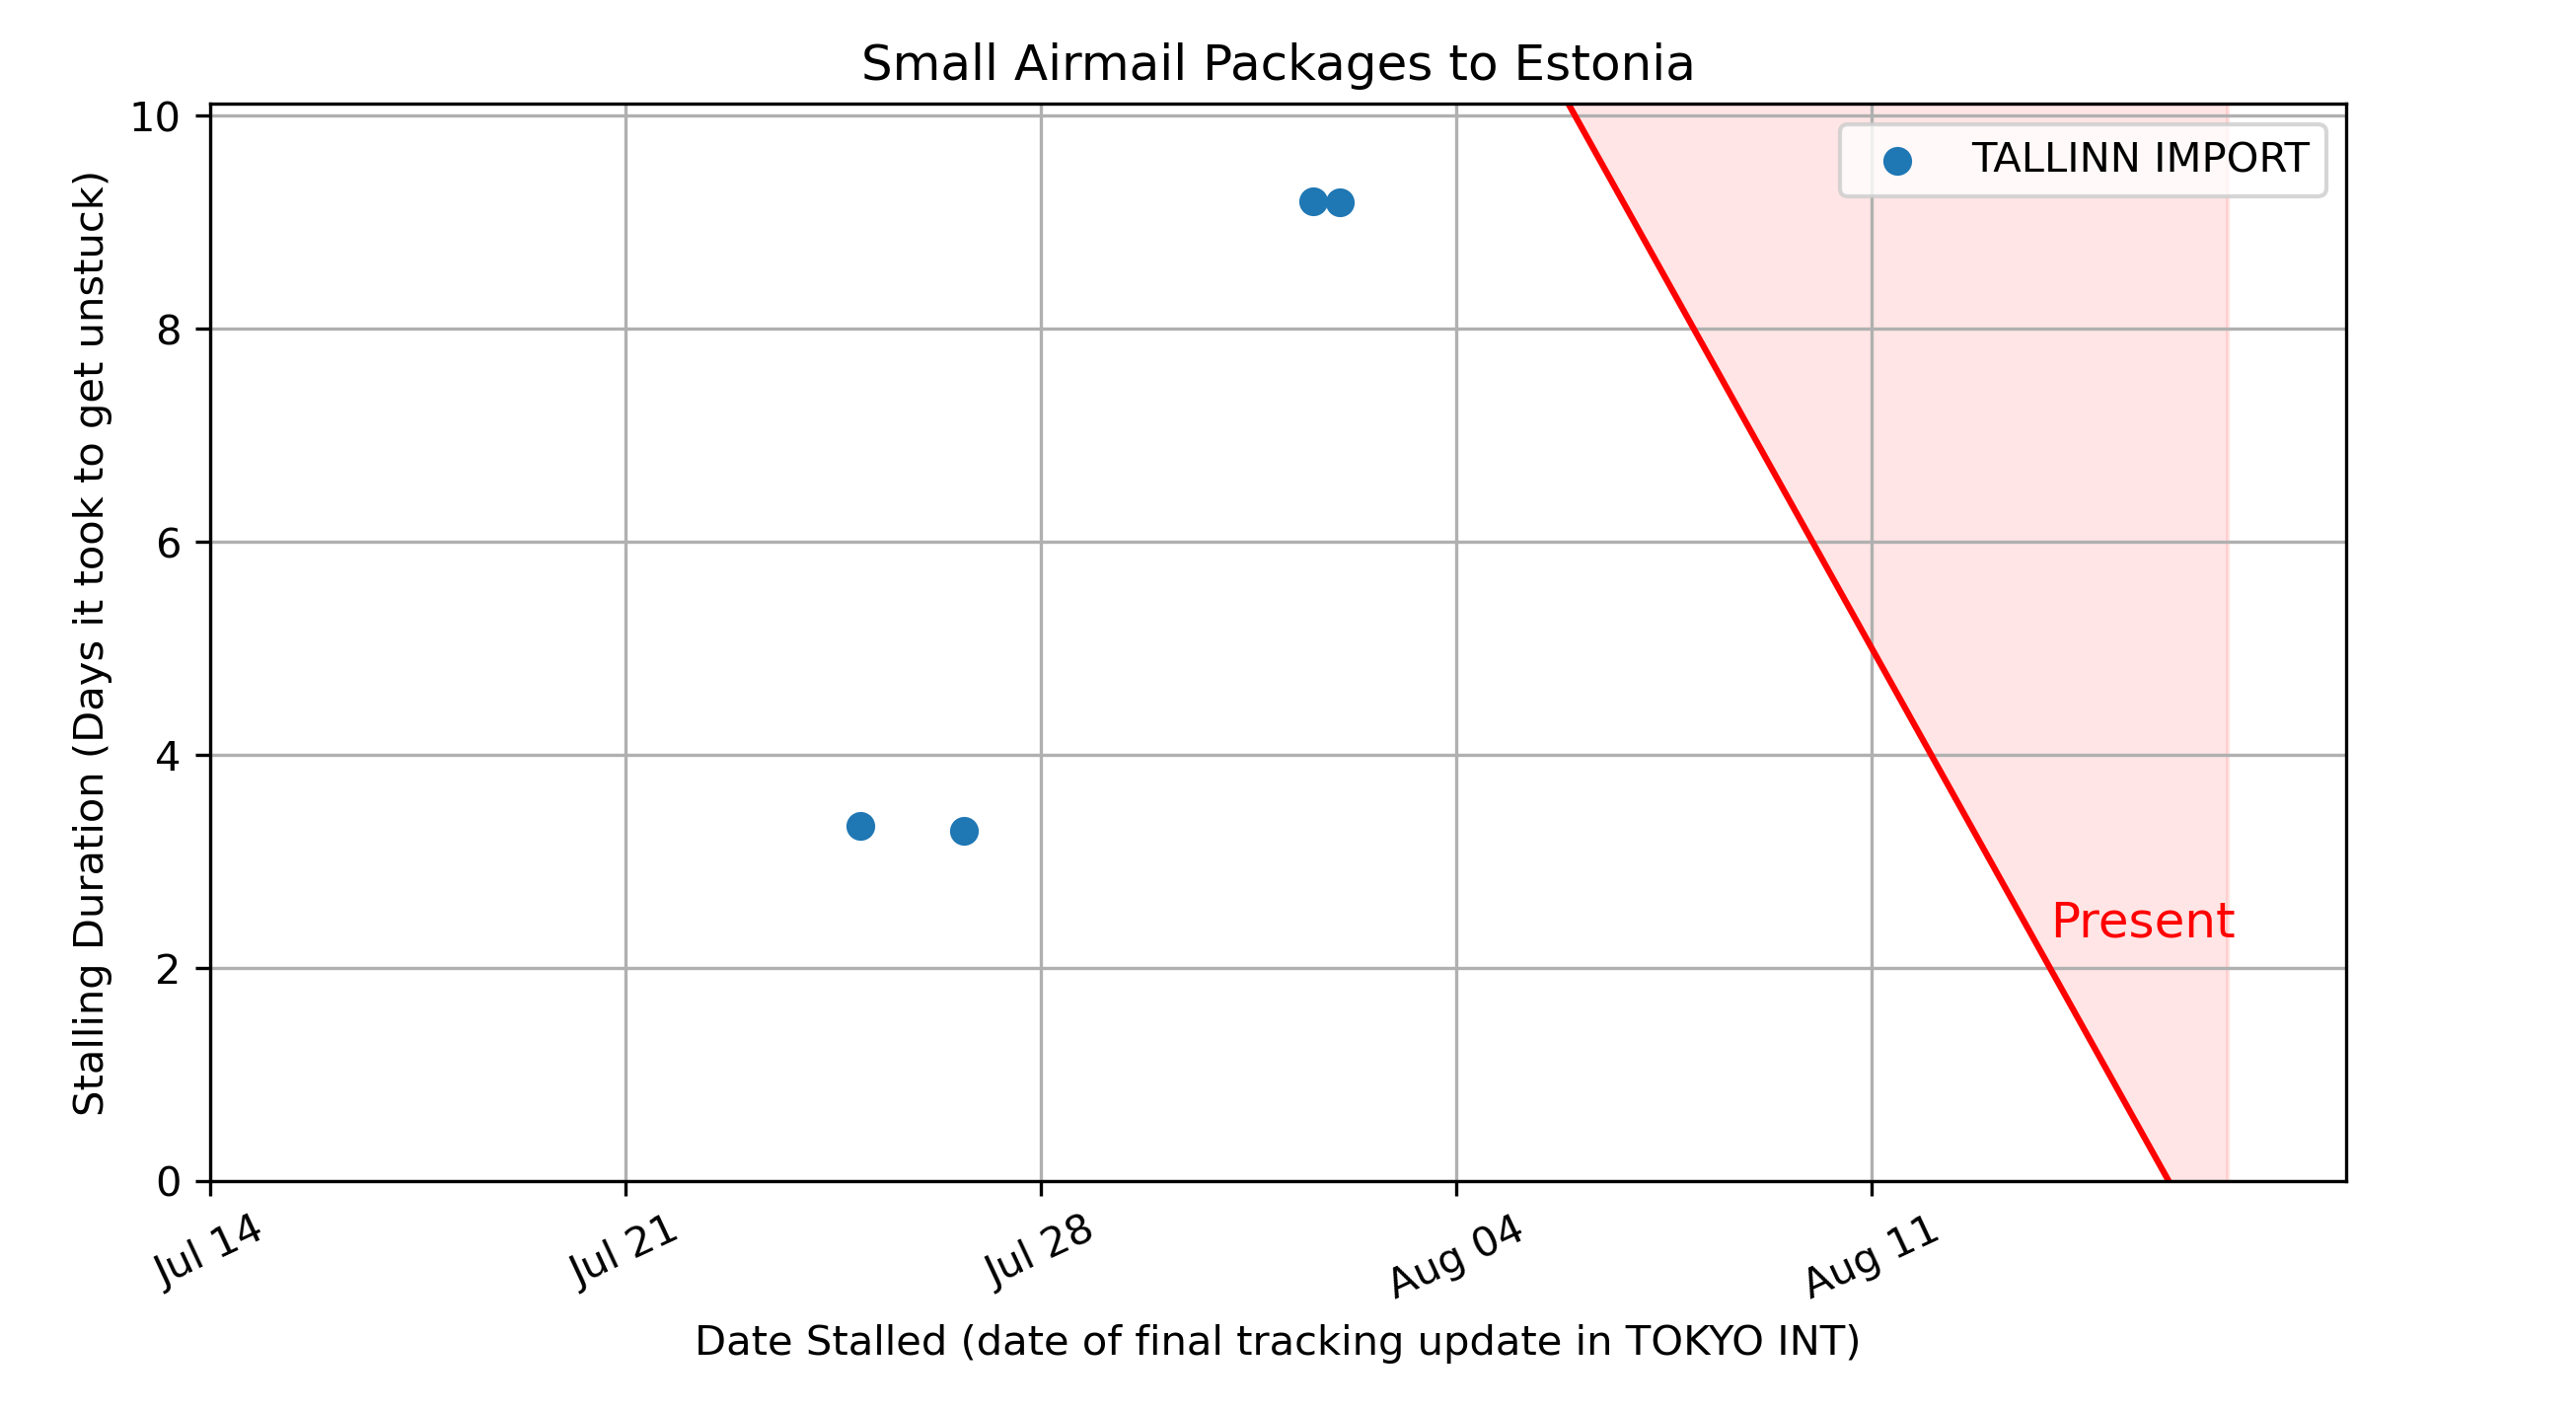 Small Airmail Packages to Estonia
TALLINN IMPORT
10
8
6
4
2
0
Stalling Duration (Days it took to get unstuck)
Present
Jul 14
Jul 21
Jul 28
Aug 04
Aug 11
Date Stalled (date of final tracking update in TOKYO INT)